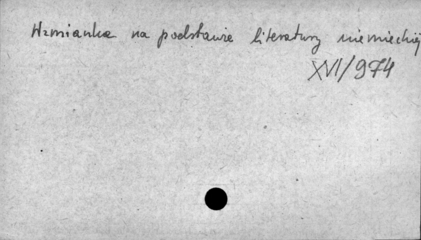 Wzmianka na podstawie literatury niemieckiej
XVI/974